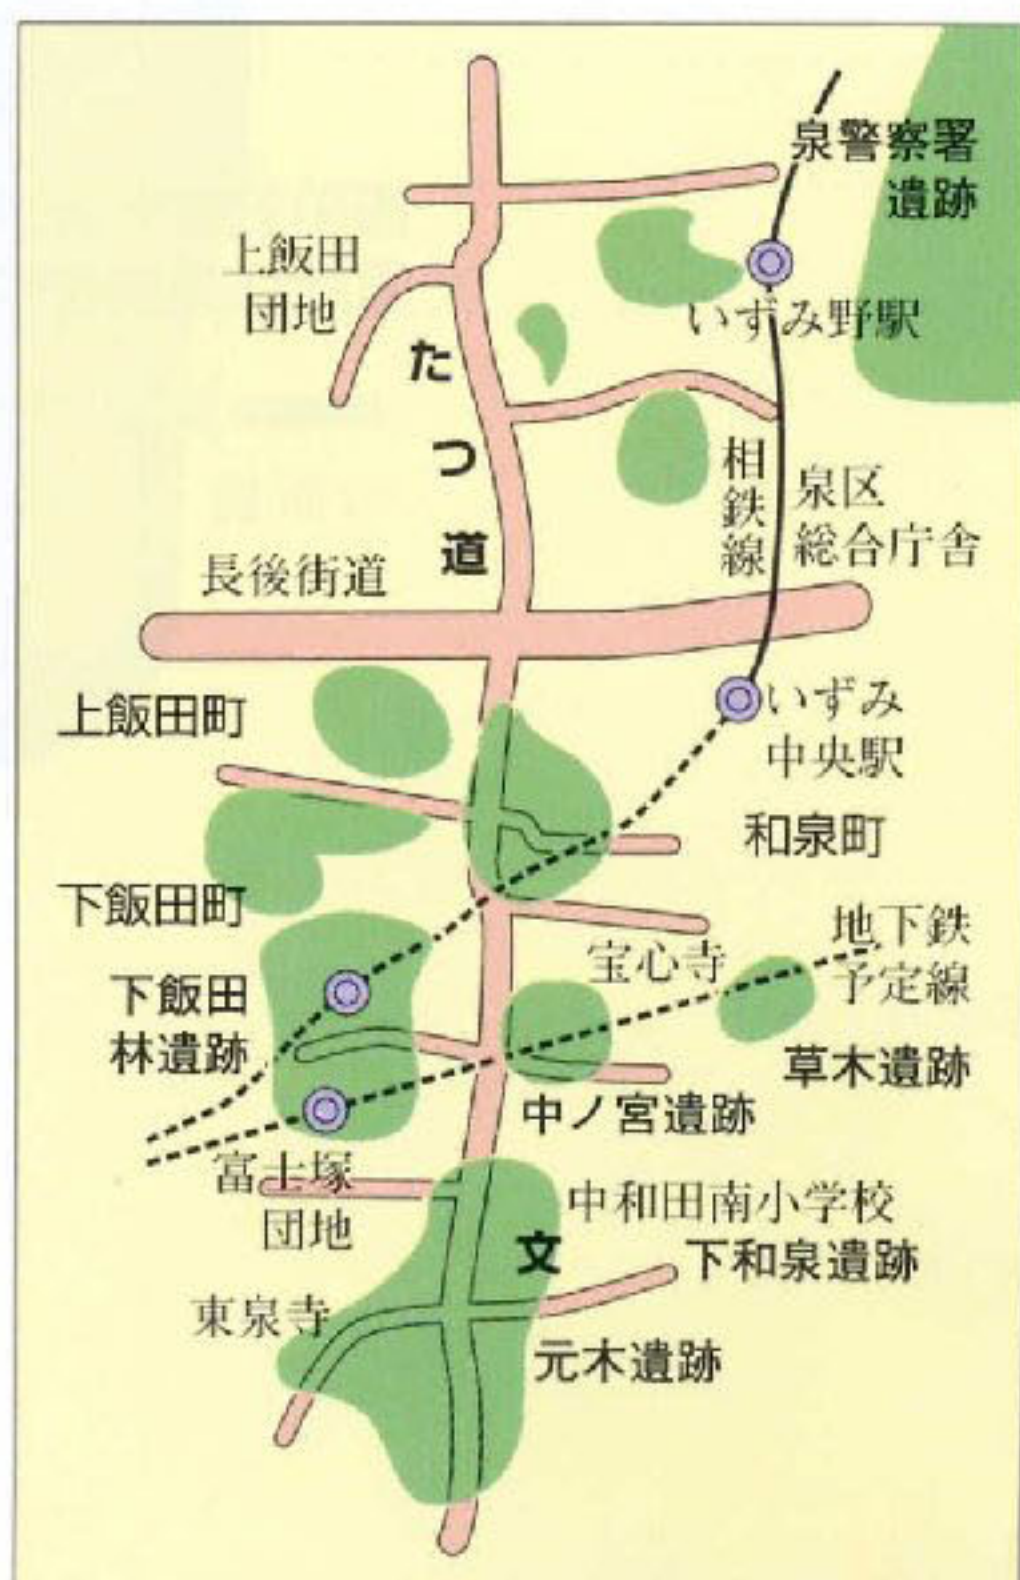 泉警察署
遺跡
上飯田
団地
いずみ野駅
たつ道
相鉄線
泉区
総合庁舎
長後街道
上飯田町
いずみ
中央駅
和泉町
下飯田町
地下鉄
予定線
宝心寺
下飯田
林遺跡
草木遺跡
中ノ宮遺跡
富士塚
団地
中和田南小学校
文
下和泉遺跡
東泉寺
元木遺跡